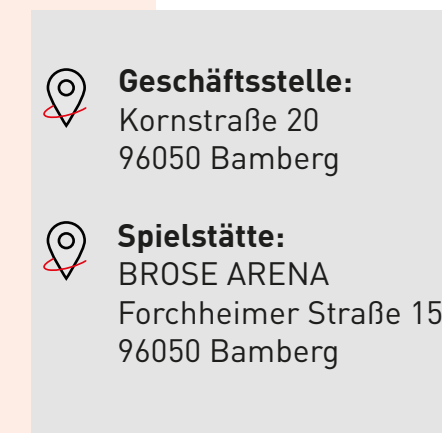 Geschäftsstelle:
Kornstraße 20
96050 Bamberg
Spielstätte:
BROSE ARENA
Forchheimer Straße 15
96050 Bamberg